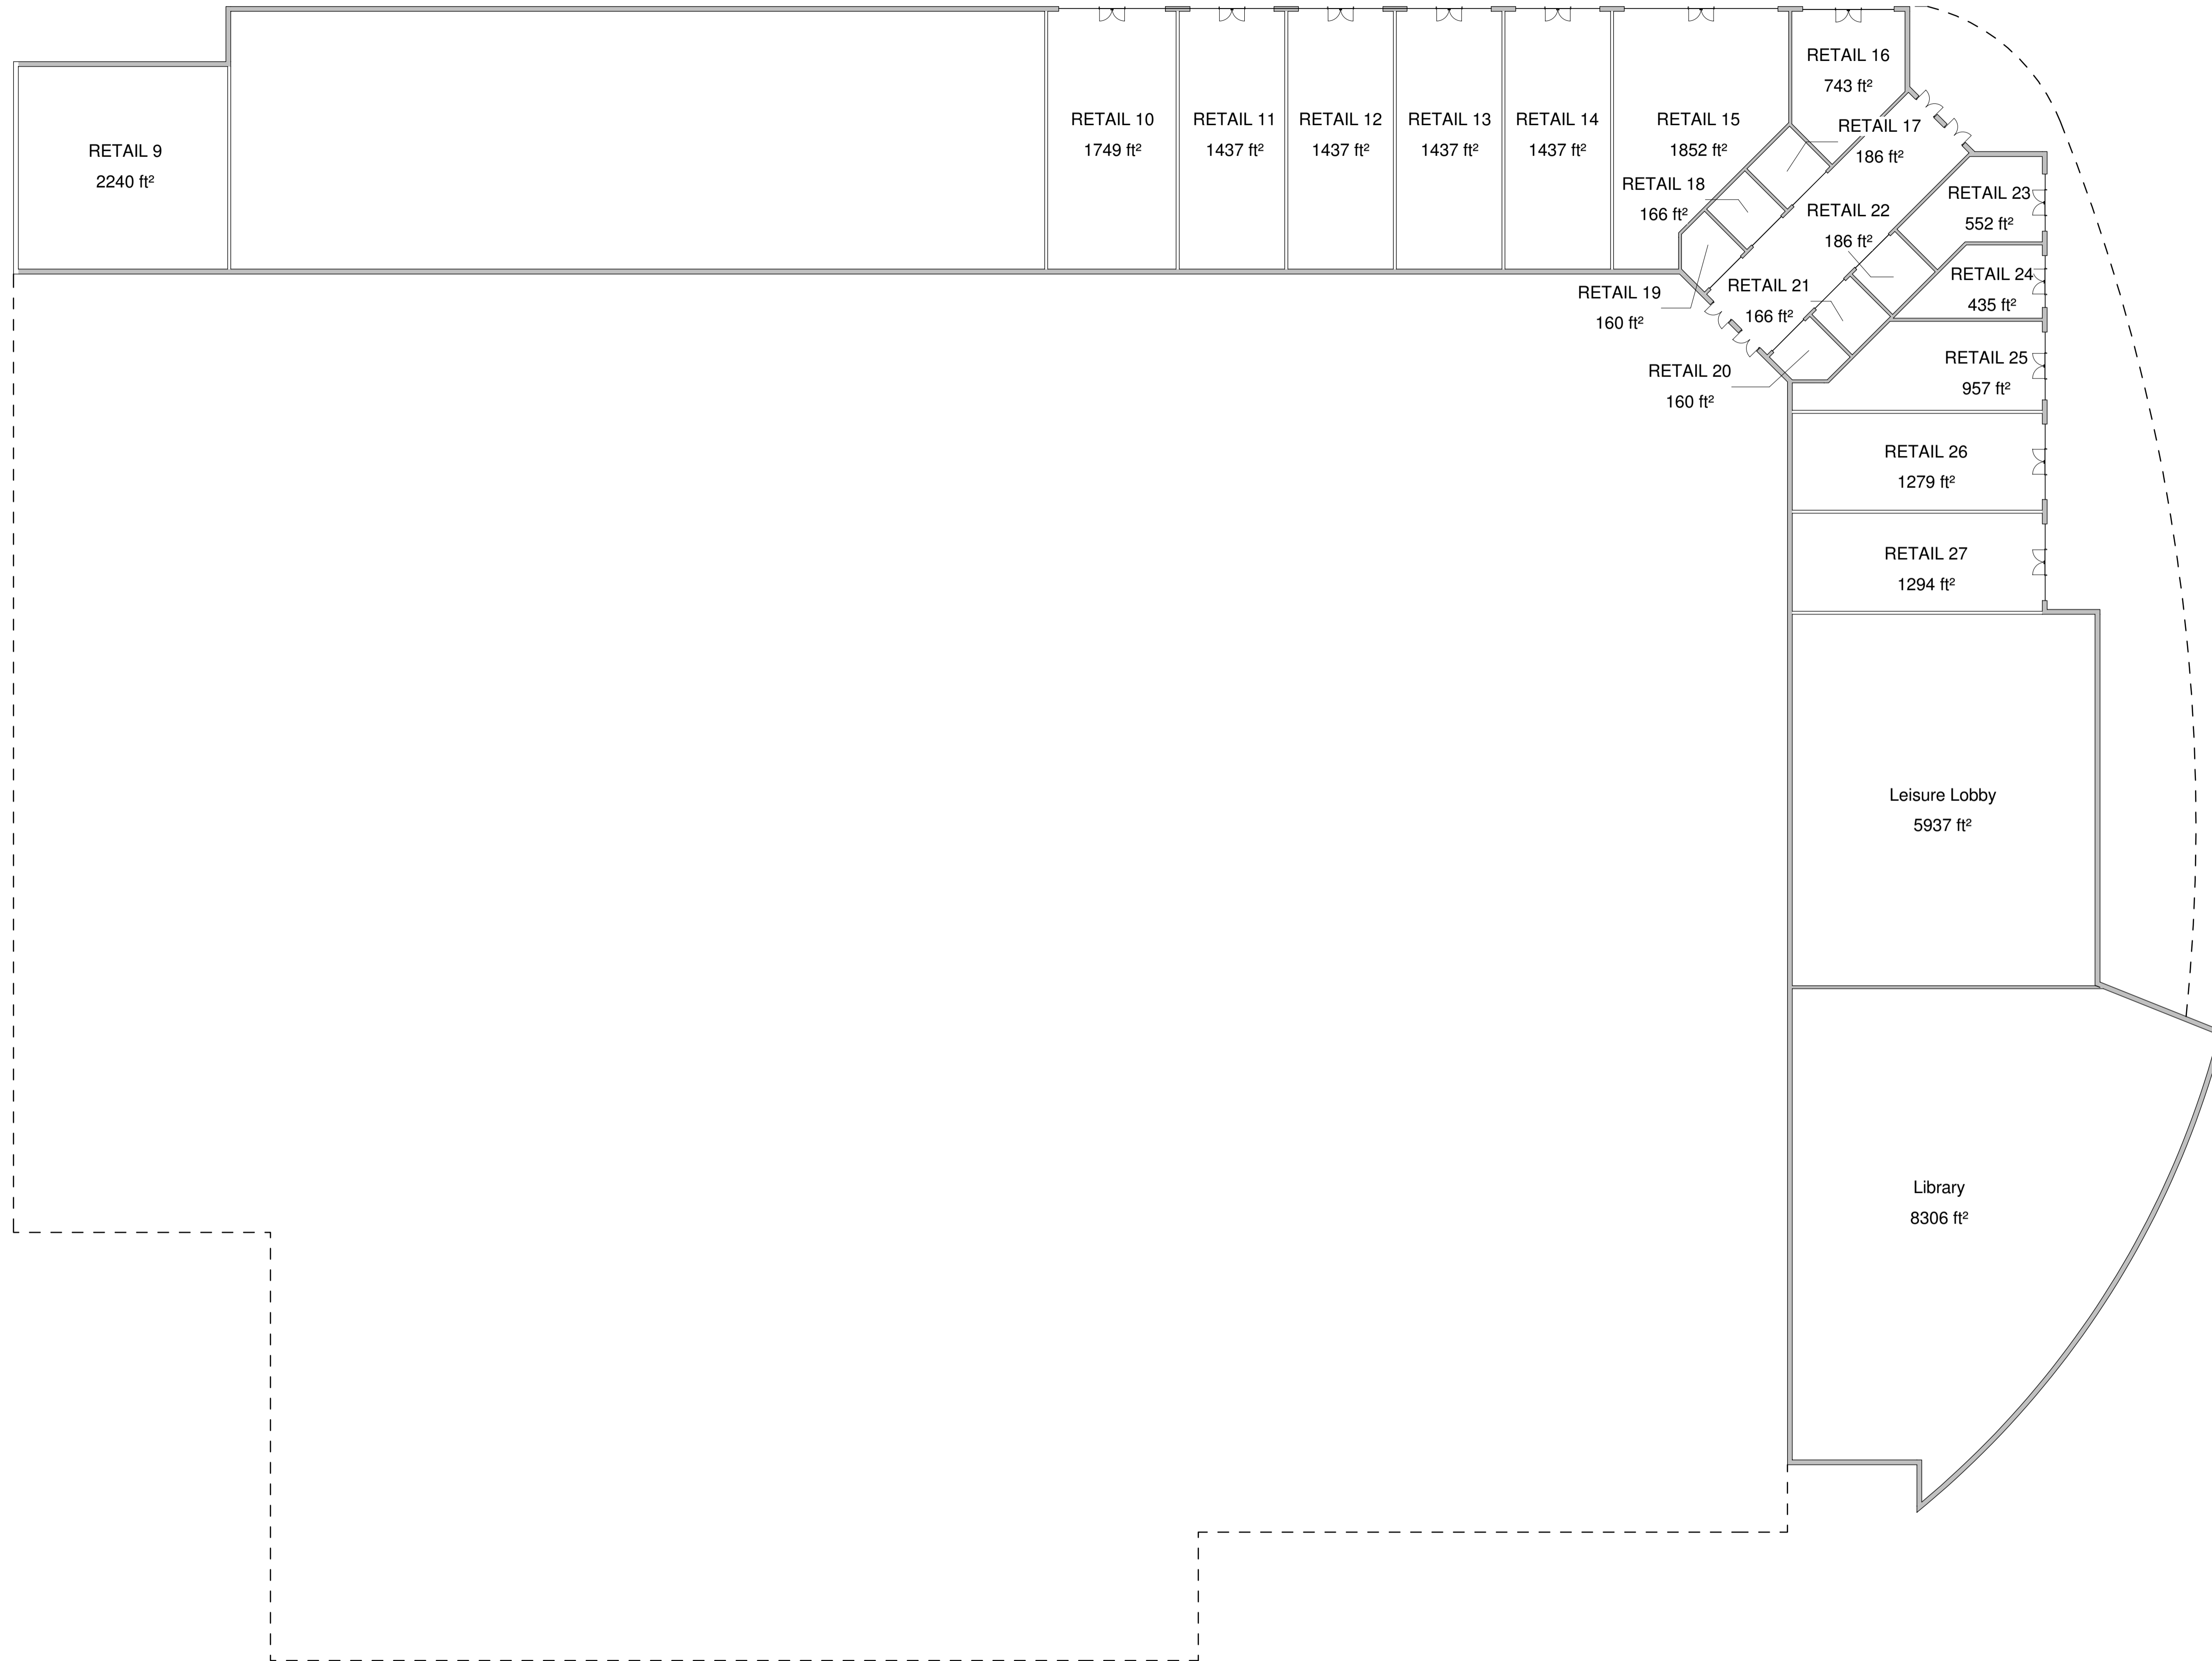 RETAIL 9
2240 ft²
RETAIL 10
1749 ft²
RETAIL 11
1437 ft²
RETAIL 12
1437 ft²
RETAIL 13
1437 ft²
RETAIL 14
1437 ft²
RETAIL 15
1852 ft²
RETAIL 16
743 ft²
RETAIL 17
186 ft²
RETAIL 18
166 ft²
RETAIL 19
160 ft²
RETAIL 20
160 ft²
RETAIL 21
166 ft²
RETAIL 22
186 ft²
RETAIL 23
552 ft²
RETAIL 24
435 ft²
RETAIL 25
957 ft²
RETAIL 26
1279 ft²
RETAIL 27
1294 ft²
Leisure Lobby
5937 ft²
Library
8306 ft²